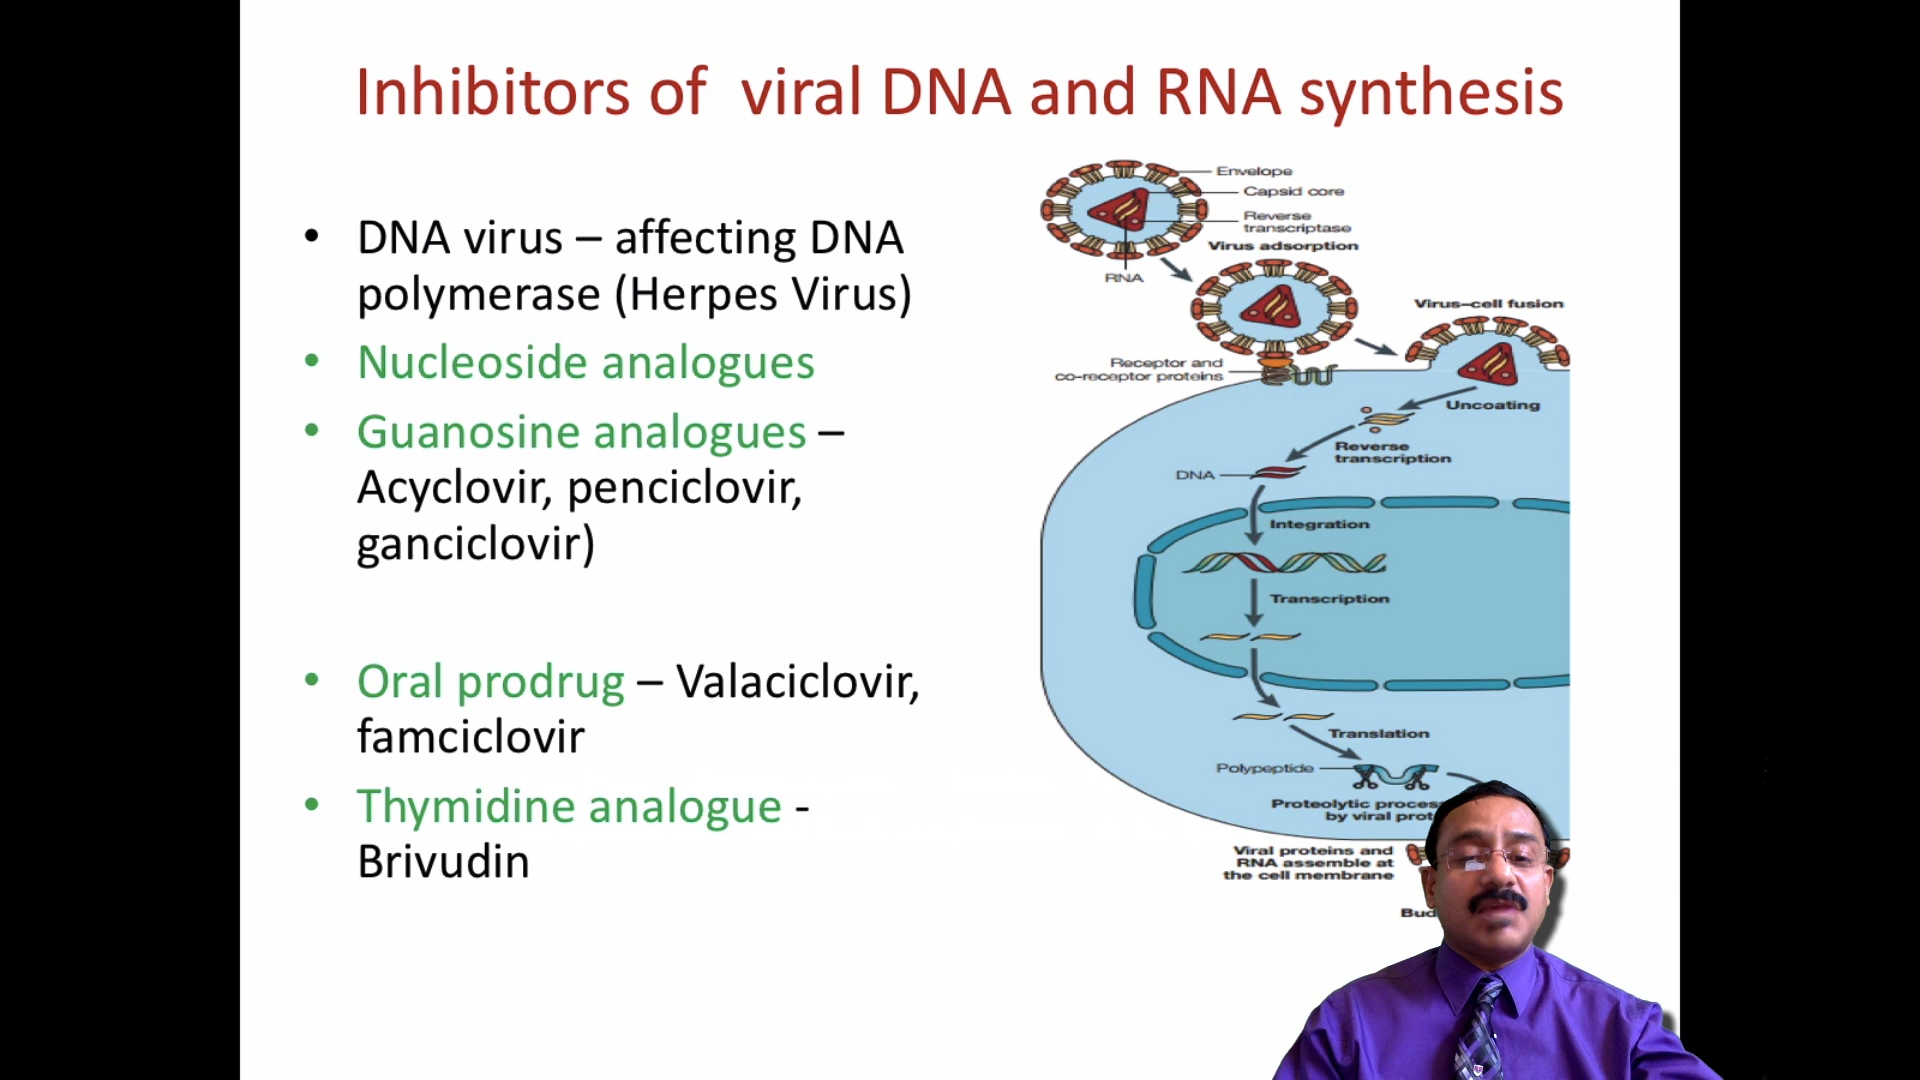 Inhibitors of viral DNA and RNA synthesis
• DNA virus – affecting DNA
polymerase (Herpes Virus)
• Nucleoside analogues
• Guanosine analogues –
Acyclovir, penciclovir,
ganciclovir)
• Oral prodrug – Valaciclovir,
famciclovir
• Thymidine analogue -
Brivudin
Envelope
Capsid core
Reverse
transcriptase
Virus adsorption
RNA
Virus–cell fusion
Receptor and
co-receptor proteins
Uncoating
Reverse
transcription
DNA
Integration
Transcription
Translation
Polypeptide
Proteolytic
by viral
Viral proteins and
RNA assemble at
the cell membrane